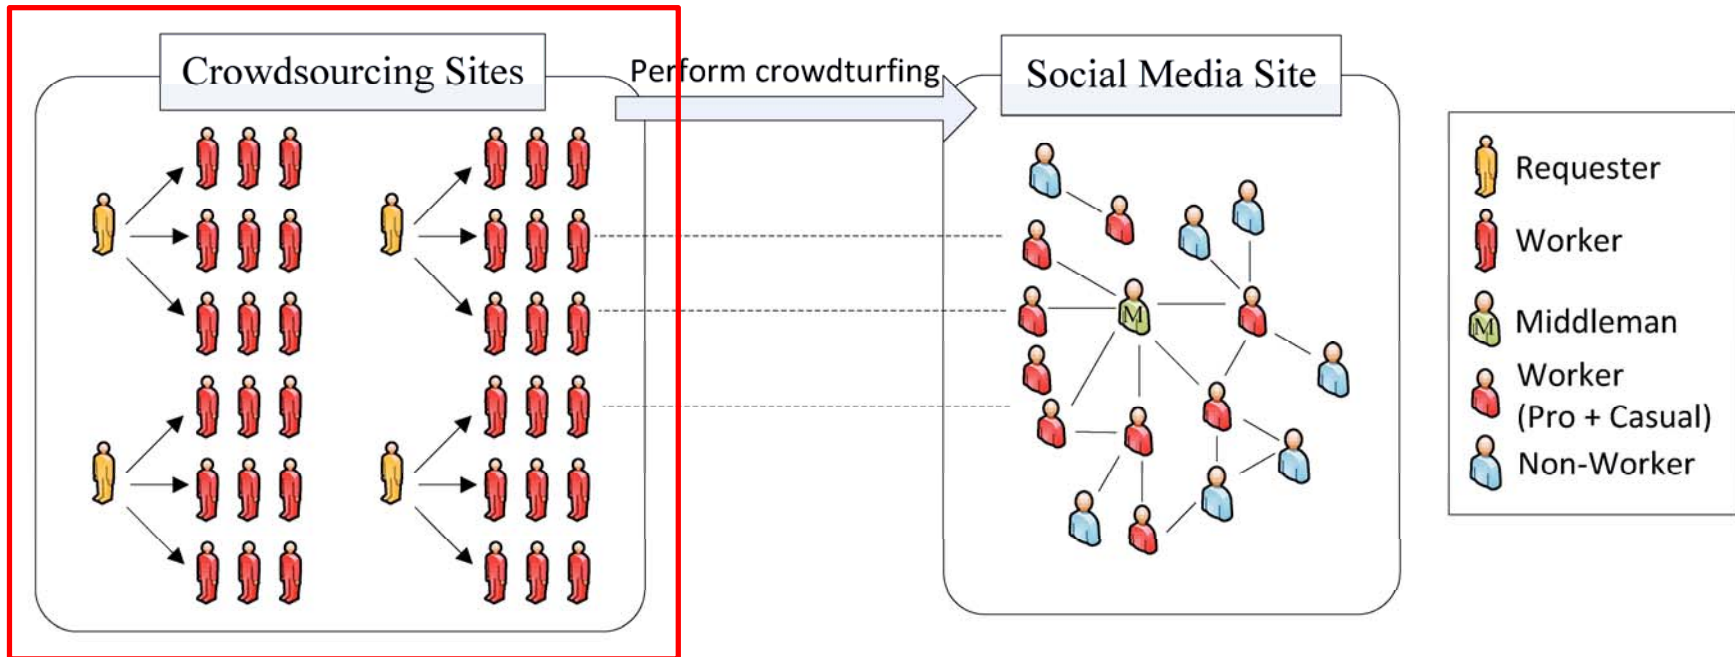 Crowdsourcing Sites
Perform crowdturfing
Social Media Site
M
Requester
Worker
M
Middleman
Worker
(Pro + Casual)
Non-Worker